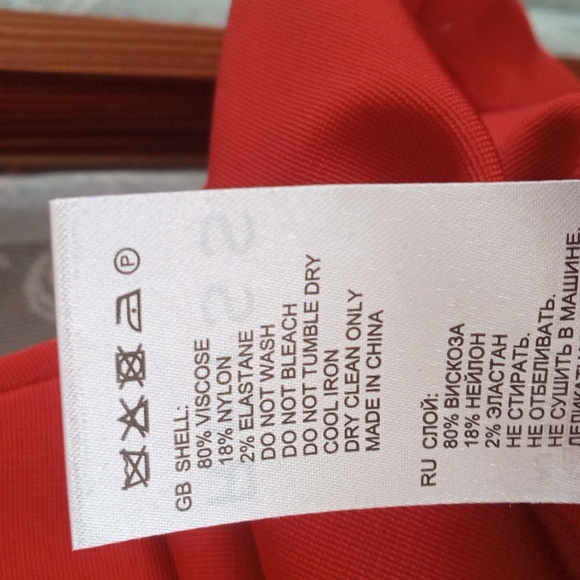 GB SHELL:
80% VISCOSE
18% NYLON
2% ELASTANE
DO NOT WASH
DO NOT BLEACH
DO NOT TUMBLE DRY
COOL IRON
DRY CLEAN ONLY
MADE IN CHINA
RU СЛОЙ:
80% ВИСКОЗА
18% НЕЙЛОН
2% ЭЛАСТАН
НЕ СТИРАТЬ.
НЕ ОТБЕЛИВАТЬ.
НЕ СУШИТЬ В МАШИНЕ.
P